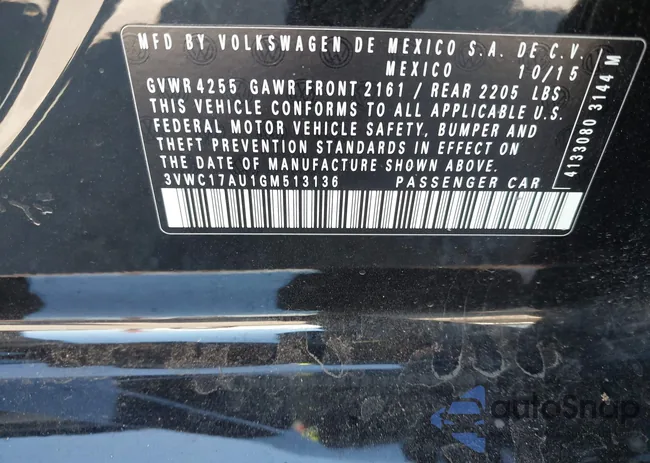 MFD BY VOLKSWAGEN DE MEXICO S.A. DE C.V.
MEXICO 10/15
GVWR 4255 GAWR FRONT 2161 / REAR 2205 LBS
THIS VEHICLE CONFORMS TO ALL APPLICABLE U.S.
FEDERAL MOTOR VEHICLE SAFETY, BUMPER AND
THEFT PREVENTION STANDARDS IN EFFECT ON
THE DATE OF MANUFACTURE SHOWN ABOVE.
3VWC17AU1GM513136 PASSENGER CAR
4133080 3144 M
autoSnap